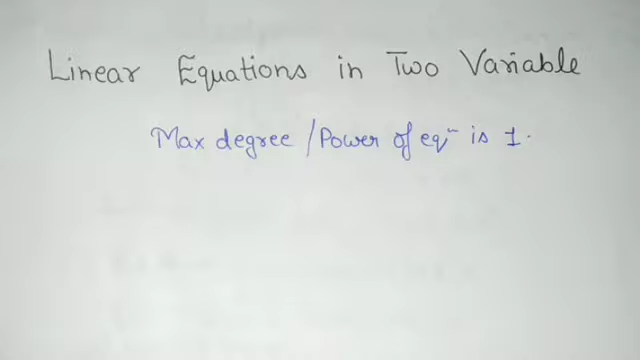 Linear Equations in Two Variable
Max degree / Power of eqⁿ is 1.